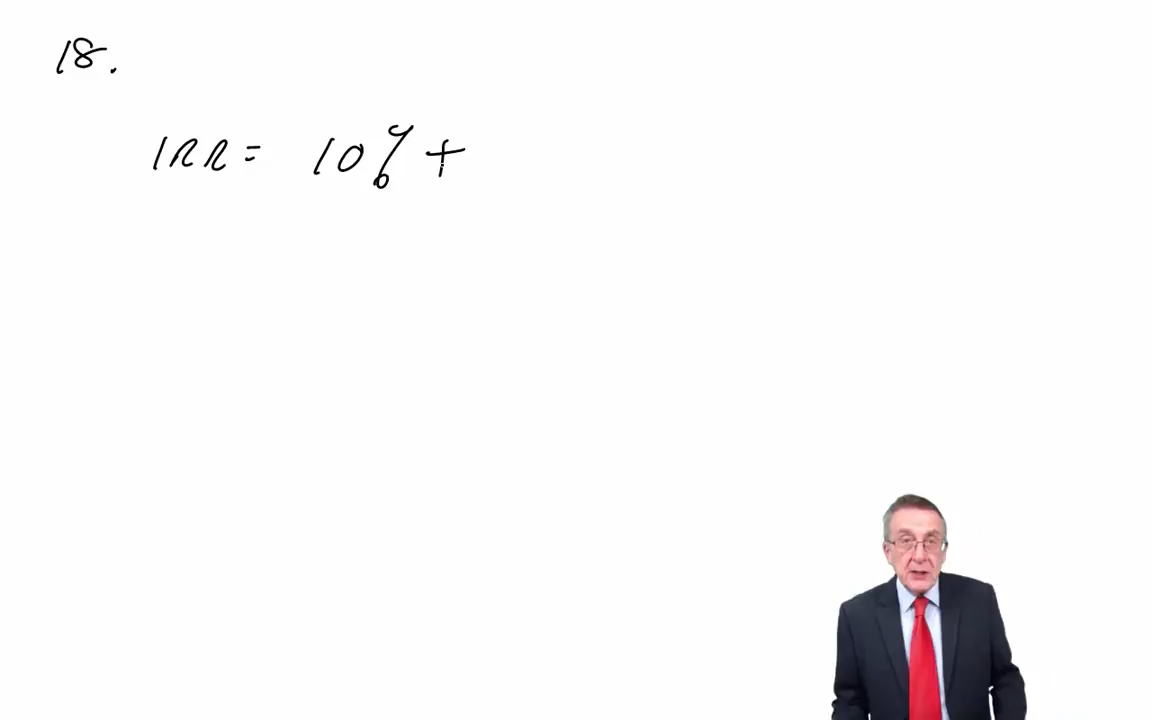 18.
IRR = 10% +